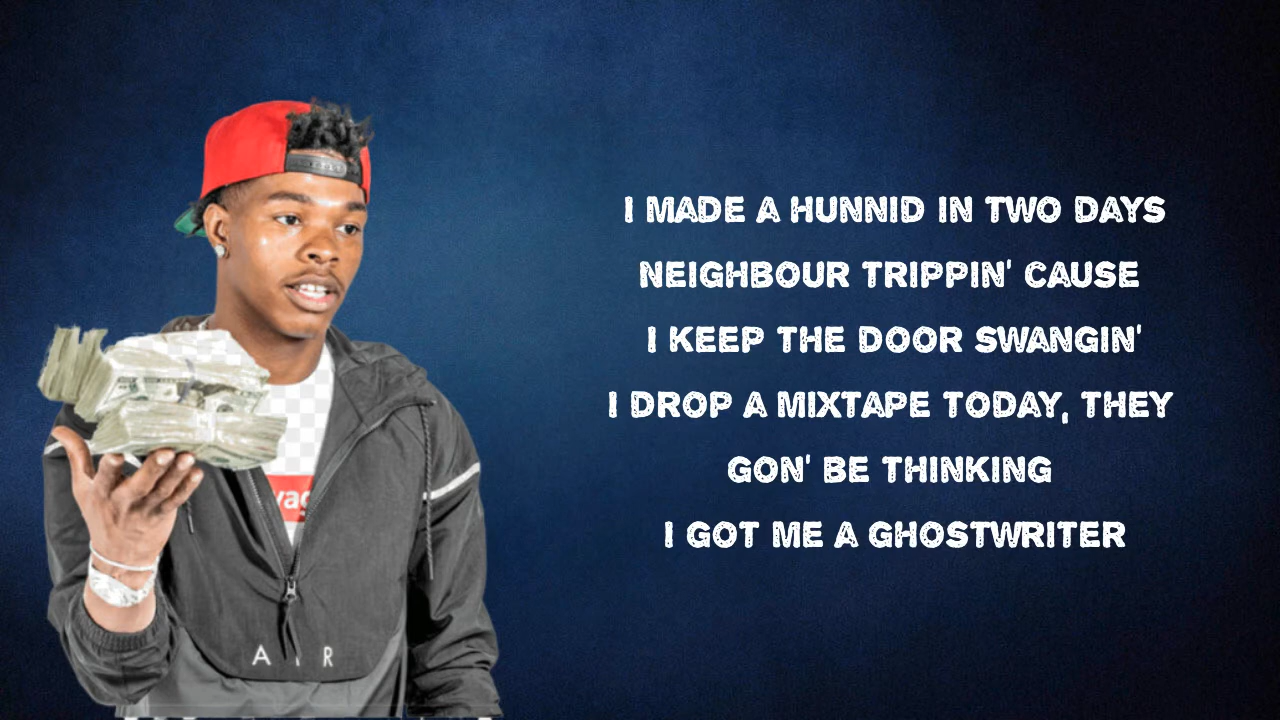 I MADE A HUNNID IN TWO DAYS
NEIGHBOUR TRIPPIN' CAUSE
I KEEP THE DOOR SWANGIN'
I DROP A MIXTAPE TODAY, THEY
GON' BE THINKING
I GOT ME A GHOSTWRITER
AIR